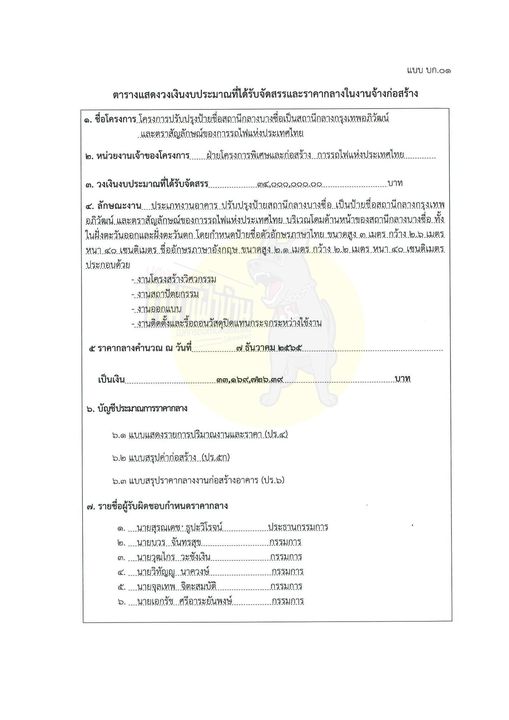 แบบ บก.๐๑
ตารางแสดงวงเงินงบประมาณที่ได้รับจัดสรรและราคากลางในงานจ้างก่อสร้าง
๑. ชื่อโครงการ โครงการปรับปรุงป้ายชื่อสถานีกลางบางซื่อเป็นสถานีกลางกรุงเทพอภิวัฒน์
และตราสัญลักษณ์ของการรถไฟแห่งประเทศไทย
๒. หน่วยงานเจ้าของโครงการ ฝ่ายโครงการพิเศษและก่อสร้าง การรถไฟแห่งประเทศไทย
๓. วงเงินงบประมาณที่ได้รับจัดสรร ๓๔,๐๐๐,๐๐๐.๐๐ บาท
๔. ลักษณะงาน ประเภทงานอาคาร ปรับปรุงป้ายสถานีกลางบางซื่อ เป็นป้ายชื่อสถานีกลางกรุงเทพ
อภิวัฒน์ และตราสัญลักษณ์ของการรถไฟแห่งประเทศไทย บริเวณโดมด้านหน้าของสถานีกลางบางซื่อ ทั้ง
ในฝั่งตะวันออกและฝั่งตะวันตก โดยกำหนดป้ายชื่อตัวอักษรภาษาไทย ขนาดสูง ๓ เมตร กว้าง ๒.๖ เมตร
หนา ๔๐ เซนติเมตร ชื่ออักษรภาษาอังกฤษ ขนาดสูง ๒.๑ เมตร กว้าง ๒.๒ เมตร หนา ๔๐ เซนติเมตร
ประกอบด้วย
- งานโครงสร้างวิศวกรรม
- งานสถาปัตยกรรม
- งานออกแบบ
- งานติดตั้งและรื้อถอนวัสดุปิดแทนกระจกระหว่างใช้งาน
๕ ราคากลางคำนวณ ณ วันที่ ๗ ธันวาคม ๒๕๖๕
เป็นเงิน ๓๓,๑๖๙,๗๒๖.๓๙ บาท
๖. บัญชีประมาณการราคากลาง
๖.๑ แบบแสดงรายการปริมาณงานและราคา (ปร.๔)
๖.๒ แบบสรุปค่าก่อสร้าง (ปร.๕ก)
๖.๓ แบบสรุปราคากลางงานก่อสร้างอาคาร (ปร.๖)
๗. รายชื่อผู้รับผิดชอบกำหนดราคากลาง
๑. นายสุรณเดช ธูปะวิโรจน์ ประธานกรรมการ
๒. นายบวร จันทรสุข กรรมการ
๓. นายวุฒไกร วะชังเงิน กรรมการ
๔. นายวิทัญญู นาควงษ์ กรรมการ
๕. นายจุลเทพ จิตะสมบัติ กรรมการ
๖. นายเอกรัช ศรีอาระยันพงษ์ กรรมการ